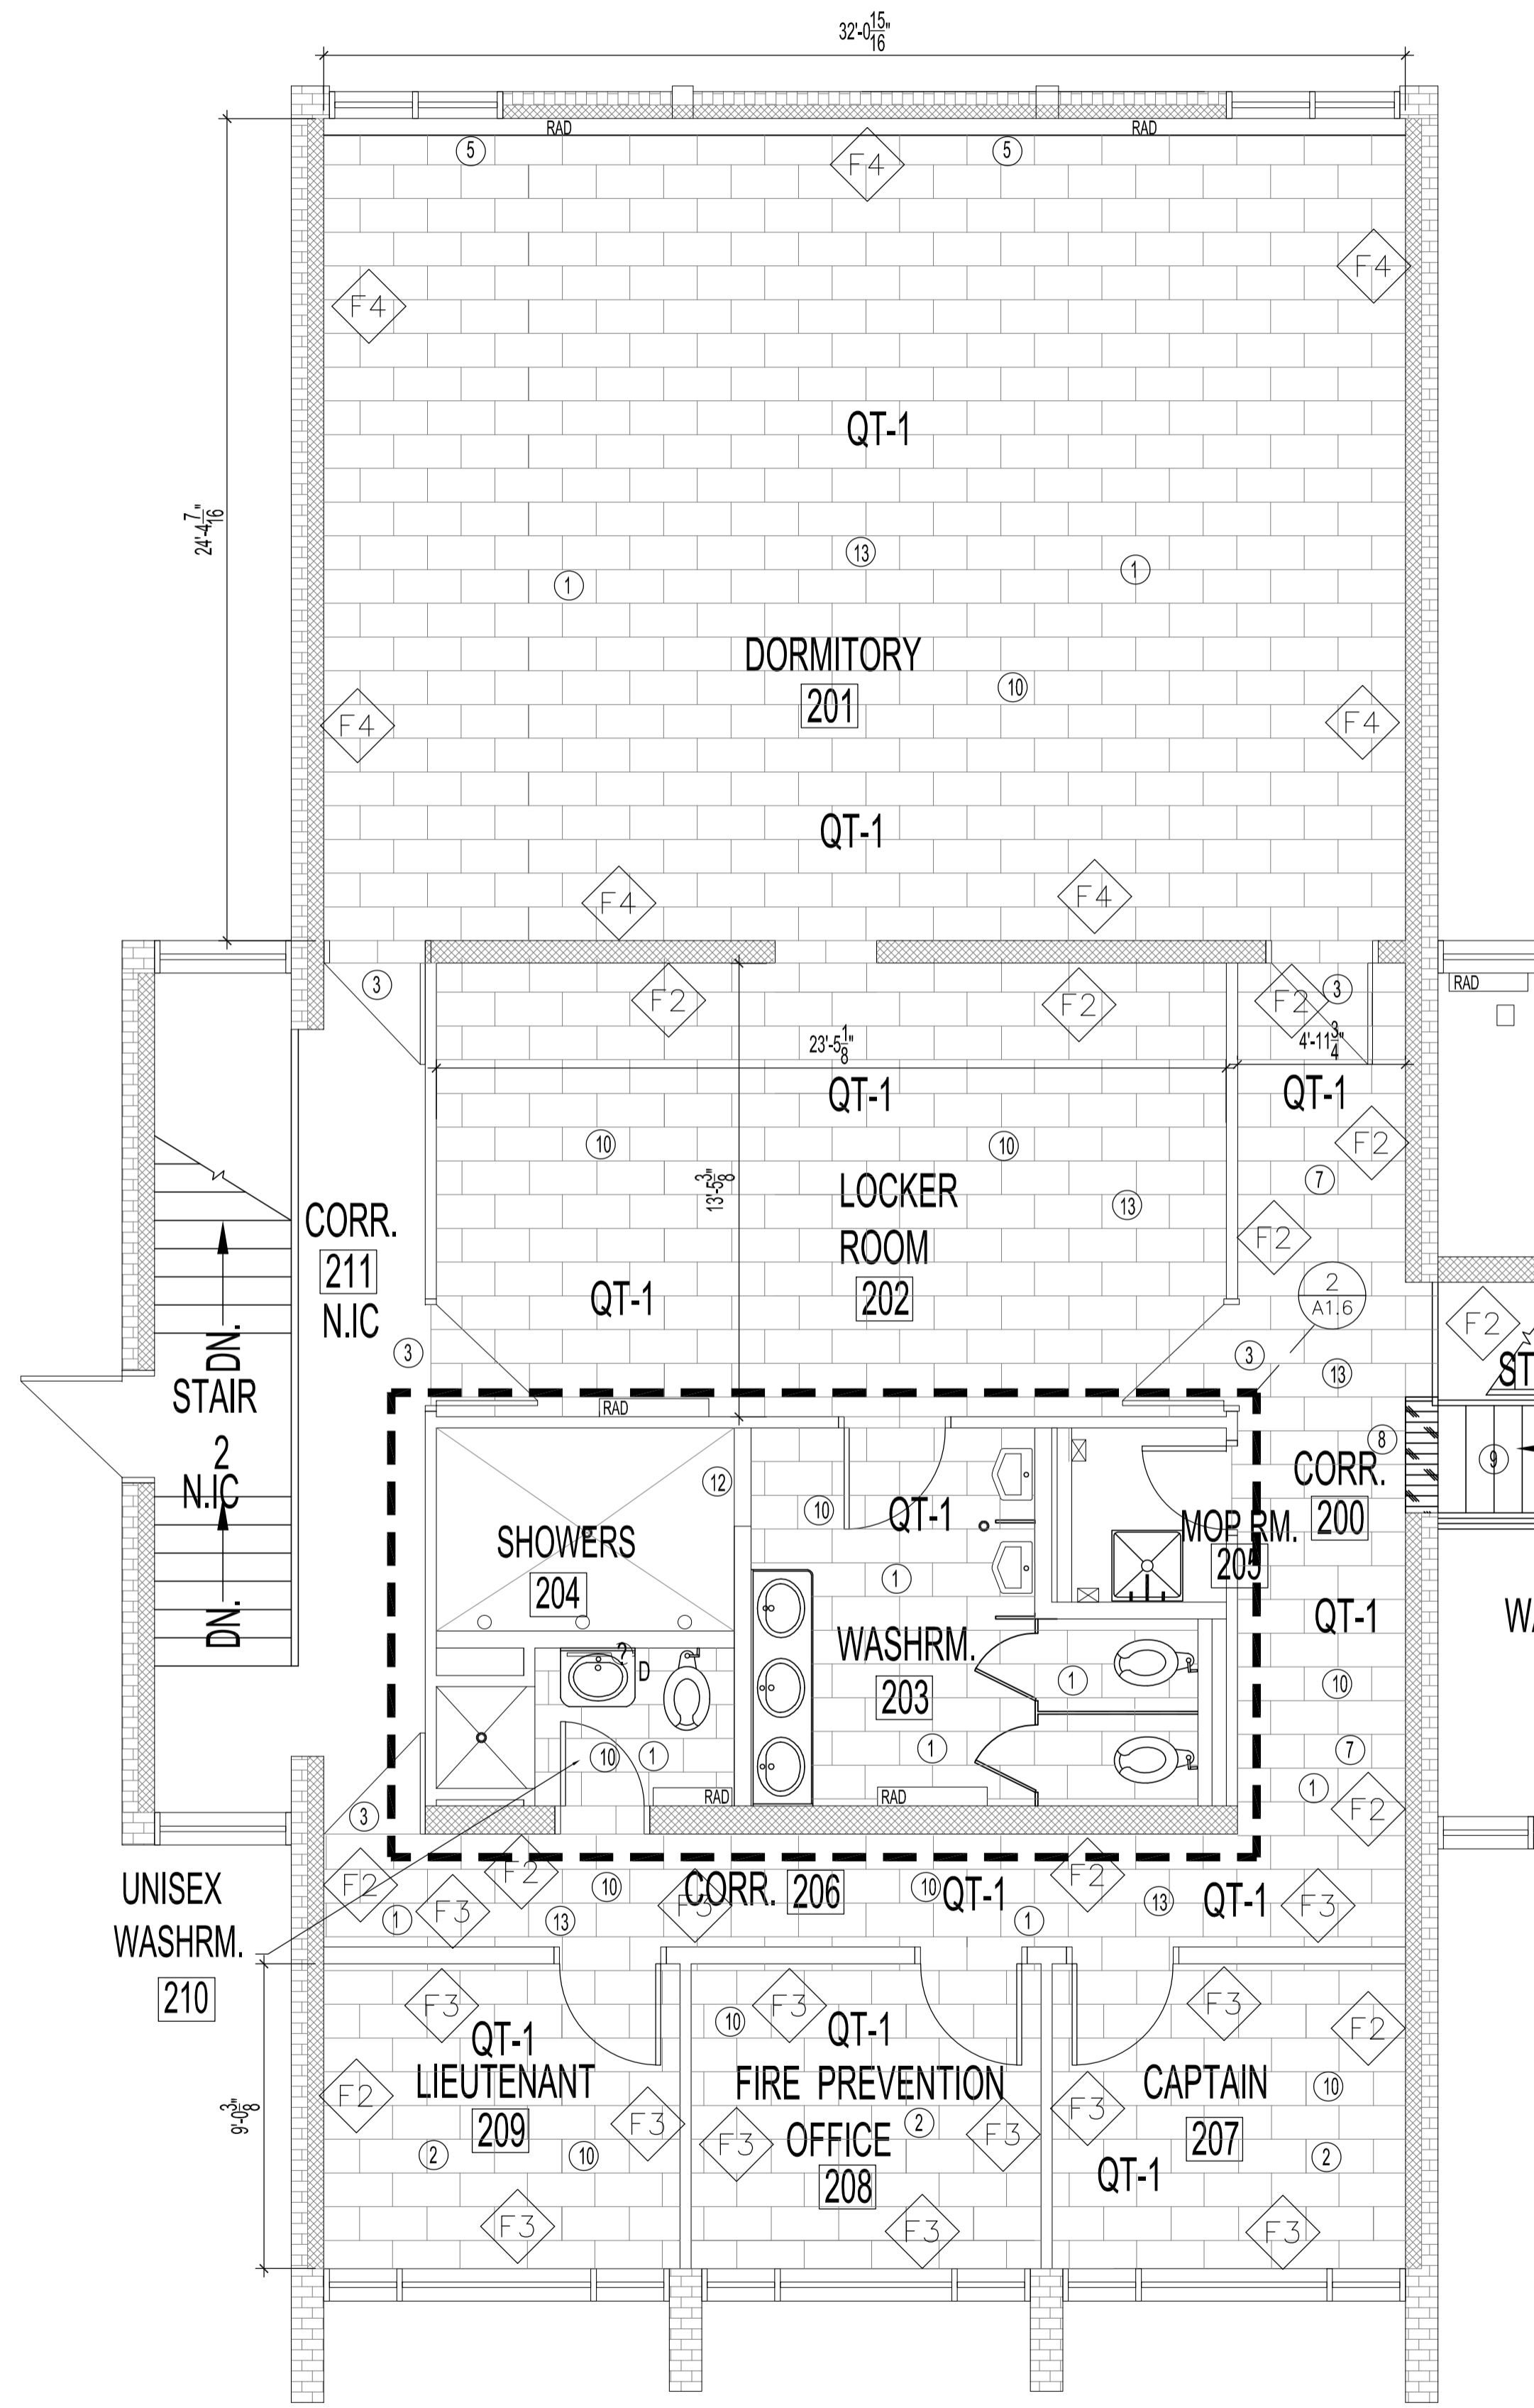 32'-0 15/16"
RAD
RAD
5
F4
5
F4
F4
QT-1
24'-4 7/16"
13
1
1
DORMITORY
10
201
F4
F4
QT-1
F4
F4
3
F2
F2
F2
3
RAD
23'-5 1/8"
4'-11 3/4"
QT-1
QT-1
F2
10
10
13'-5 3/8"
7
LOCKER
13
CORR.
F2
ROOM
211
QT-1
202
2
A1.6
N.IC
F2
DN.
3
3
13
ST
STAIR
RAD
2
8
9
N.IC
12
10
QT-1
CORR.
200
SHOWERS
MOP RM.
205
204
1
DN.
QT-1
WA
WASHRM.
?
D
1
203
10
10
1
1
7
RAD
RAD
1
3
F2
UNISEX
F2
F2
10
CORR.
206
10
QT-1
F2
13
QT-1
F3
F3
F3
1
13
1
WASHRM.
210
F3
10
F3
F3
F2
QT-1
QT-1
LIEUTENANT
FIRE PREVENTION
CAPTAIN
F2
10
9'-0 3/8"
209
F3
F3
OFFICE
2
F3
F3
207
2
10
208
QT-1
2
F3
F3
F3